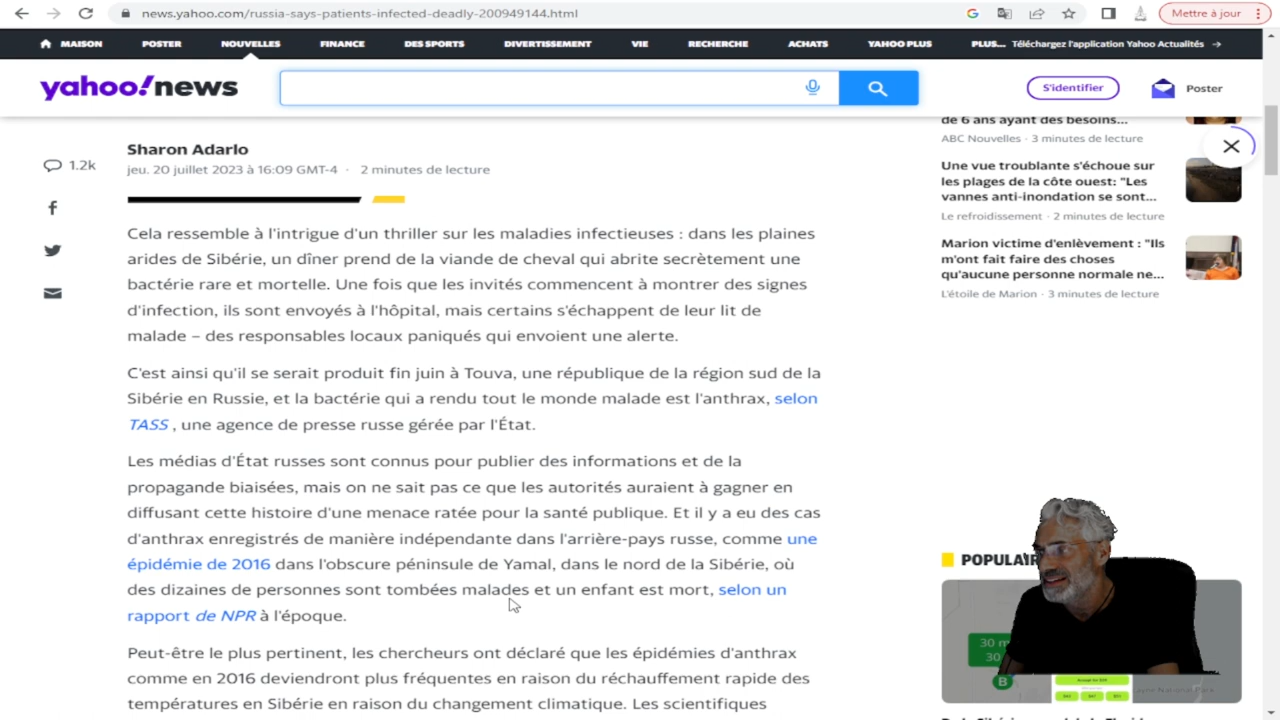 news.yahoo.com/russia-says-patients-infected-deadly-200949144.html
Mettre à jour
MAISON POSTER NOUVELLES FINANCE DES SPORTS DIVERTISSEMENT VIE RECHERCHE ACHATS YAHOO PLUS PLUS... Téléchargez l'application Yahoo Actualités →
yahoo!news
S'identifier
Poster
de 6 ans ayant des besoins...
ABC Nouvelles · 3 minutes de lecture
Une vue troublante s'échoue sur
les plages de la côte ouest: "Les
vannes anti-inondation se sont...
Le refroidissement · 2 minutes de lecture
Marion victime d'enlèvement : "Ils
m'ont fait faire des choses
qu'aucune personne normale ne...
L'étoile de Marion · 3 minutes de lecture
1.2k
Sharon Adarlo
jeu. 20 juillet 2023 à 16:09 GMT-4 · 2 minutes de lecture
Cela ressemble à l'intrigue d'un thriller sur les maladies infectieuses : dans les plaines
arides de Sibérie, un dîner prend de la viande de cheval qui abrite secrètement une
bactérie rare et mortelle. Une fois que les invités commencent à montrer des signes
d'infection, ils sont envoyés à l'hôpital, mais certains s'échappent de leur lit de
malade – des responsables locaux paniqués qui envoient une alerte.
C'est ainsi qu'il se serait produit fin juin à Touva, une république de la région sud de la
Sibérie en Russie, et la bactérie qui a rendu tout le monde malade est l'anthrax, selon
TASS , une agence de presse russe gérée par l'État.
Les médias d'État russes sont connus pour publier des informations et de la
propagande biaisées, mais on ne sait pas ce que les autorités auraient à gagner en
diffusant cette histoire d'une menace ratée pour la santé publique. Et il y a eu des cas
d'anthrax enregistrés de manière indépendante dans l'arrière-pays russe, comme une
épidémie de 2016 dans l'obscure péninsule de Yamal, dans le nord de la Sibérie, où
des dizaines de personnes sont tombées malades et un enfant est mort, selon un
rapport de NPR à l'époque.
Peut-être le plus pertinent, les chercheurs ont déclaré que les épidémies d'anthrax
comme en 2016 deviendront plus fréquentes en raison du réchauffement rapide des
températures en Sibérie en raison du changement climatique. Les scientifiques
POPULAIR
30 m
30
B